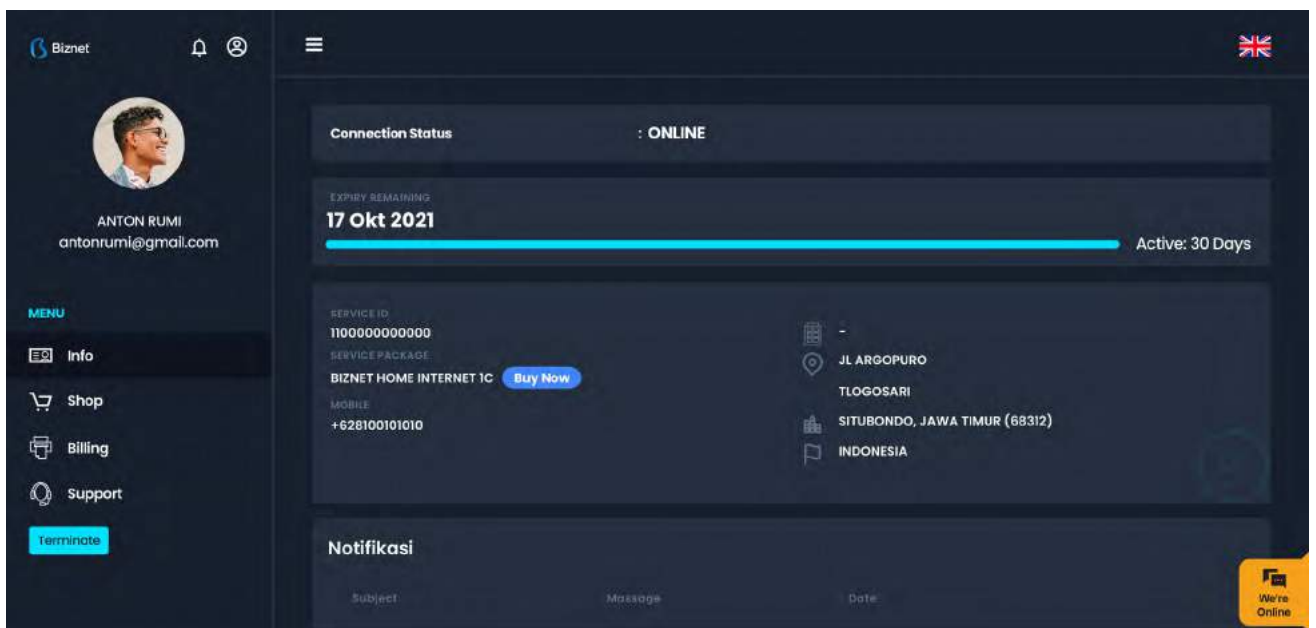 Biznet
ANTON RUMI
antonrumi@gmail.com
MENU
Info
Shop
Billing
Support
Terminate
Connection Status : ONLINE
EXPIRY REMAINING
17 Okt 2021
Active: 30 Days
SERVICE ID
1100000000000
SERVICE PACKAGE
BIZNET HOME INTERNET 1C Buy Now
MOBILE
+628100101010
-
JL ARGOPURO
TLOGOSARI
SITUBONDO, JAWA TIMUR (68312)
INDONESIA
Notifikasi
Subject Massage Date
We're
Online